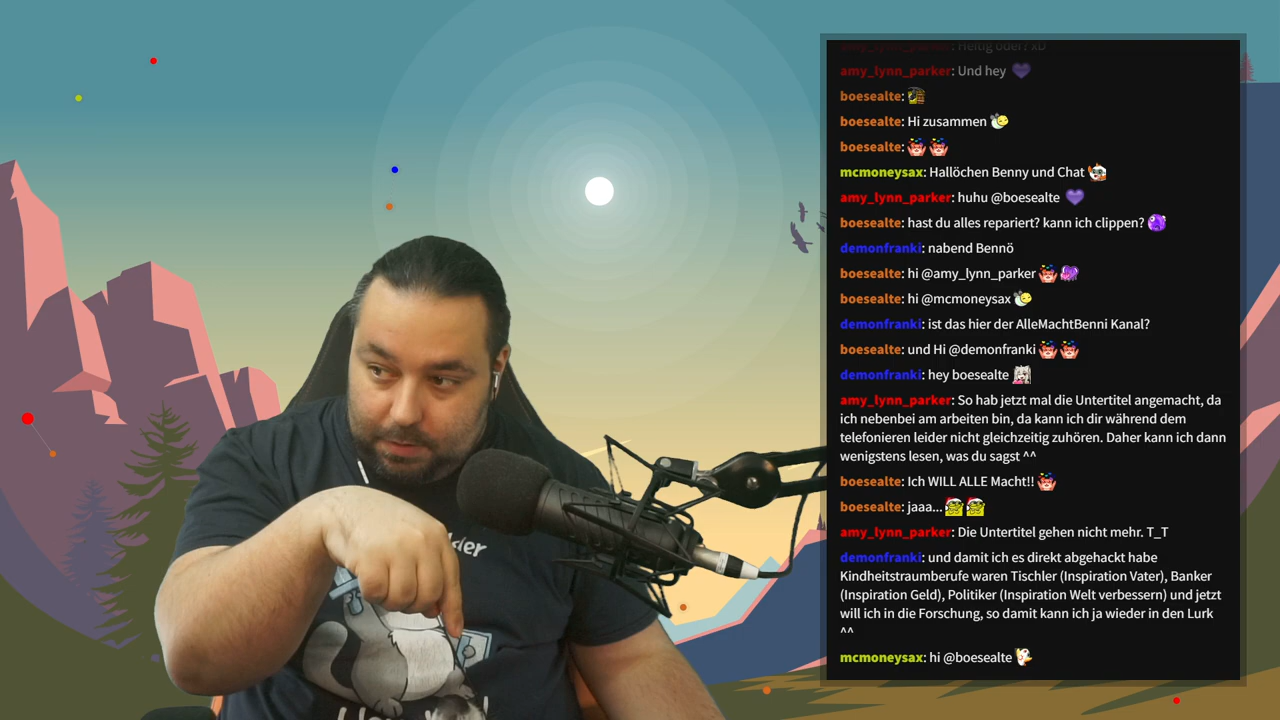 amy_lynn_parker: Heftig oder? xD
amy_lynn_parker: Und hey
boesealte:
boesealte: Hi zusammen
boesealte:
mcmoneysax: Hallöchen Benny und Chat
amy_lynn_parker: huhu @boesealte
boesealte: hast du alles repariert? kann ich clippen?
demonfranki: nabend Bennö
boesealte: hi @amy_lynn_parker
boesealte: hi @mcmoneysax
demonfranki: ist das hier der AlleMachtBenni Kanal?
boesealte: und Hi @demonfranki
demonfranki: hey boesealte
amy_lynn_parker: So hab jetzt mal die Untertitel angemacht, da
ich nebenbei am arbeiten bin, da kann ich dir während dem
telefonieren leider nicht gleichzeitig zuhören. Daher kann ich dann
wenigstens lesen, was du sagst ^^
boesealte: Ich WILL ALLE Macht!!
boesealte: jaaa...
amy_lynn_parker: Die Untertitel gehen nicht mehr. T_T
demonfranki: und damit ich es direkt abgehackt habe
Kindheitstraumberufe waren Tischler (Inspiration Vater), Banker
(Inspiration Geld), Politiker (Inspiration Welt verbessern) und jetzt
will ich in die Forschung, so damit kann ich ja wieder in den Lurk
^^
mcmoneysax: hi @boesealte